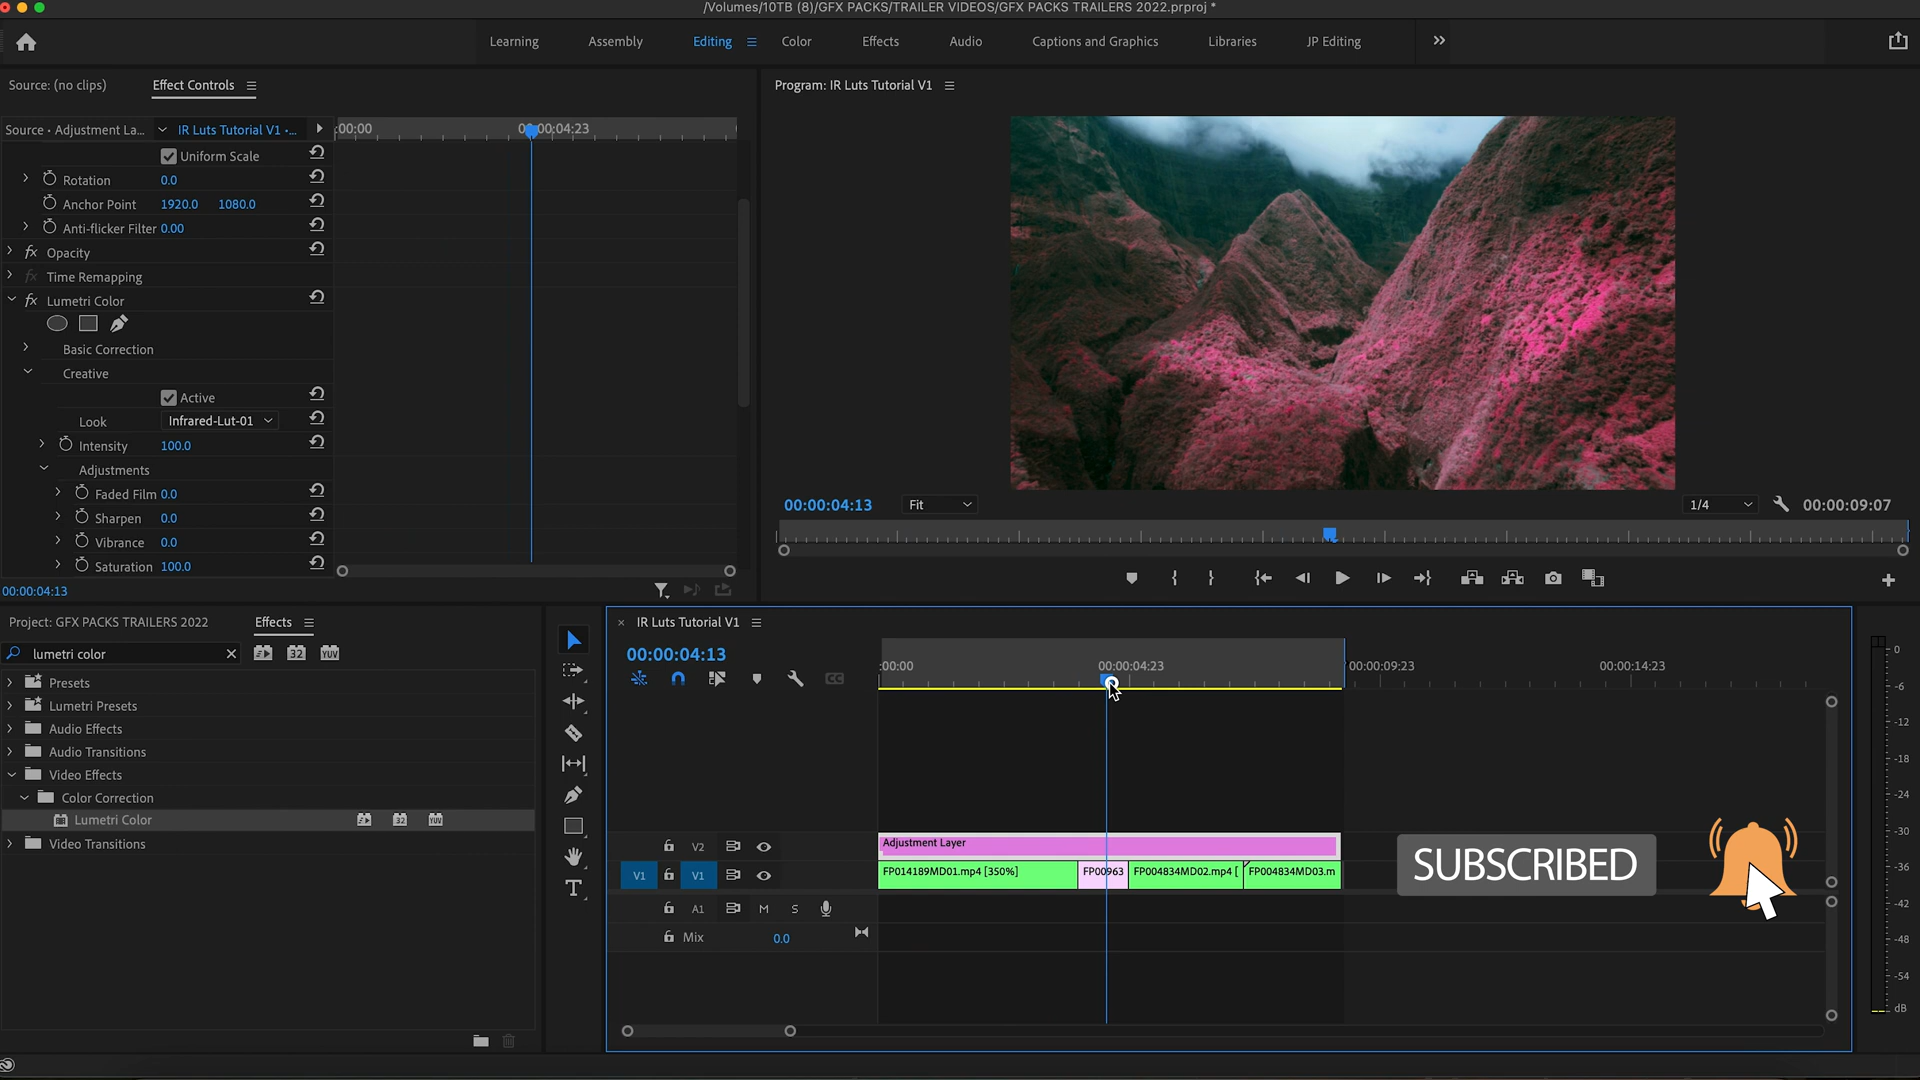 /Volumes/10TB (8)/GFX PACKS/TRAILER VIDEOS/GFX PACKS TRAILERS 2022.prproj *
Learning Assembly Editing Color Effects Audio Captions and Graphics Libraries JP Editing
Source: (no clips) Effect Controls
Program: IR Luts Tutorial V1
Source • Adjustment La... IR Luts Tutorial V1 •... :00:00 00:00:04:23
Uniform Scale
Rotation 0.0
Anchor Point 1920.0 1080.0
Anti-flicker Filter 0.00
fx Opacity
fx Time Remapping
fx Lumetri Color
Basic Correction
Creative
Active
Look Infrared-Lut-01
Intensity 100.0
Adjustments
Faded Film 0.0
Sharpen 0.0
Vibrance 0.0
Saturation 100.0
00:00:04:13
00:00:04:13 Fit 1/4 00:00:09:07
Project: GFX PACKS TRAILERS 2022 Effects
lumetri color 32 YUV
Presets
Lumetri Presets
Audio Effects
Audio Transitions
Video Effects
Color Correction
Lumetri Color 32 YUV
Video Transitions
IR Luts Tutorial V1
00:00:04:13
:00:00 00:00:04:23 00:00:09:23 00:00:14:23
V2 Adjustment Layer
V1 V1 FP014189MD01.mp4 [350%] FP00963 FP004834MD02.mp4 [ FP004834MD03.m
A1 M S
Mix 0.0
SUBSCRIBED
0
-6
-12
-18
-24
-30
-36
-42
-48
-54
dB